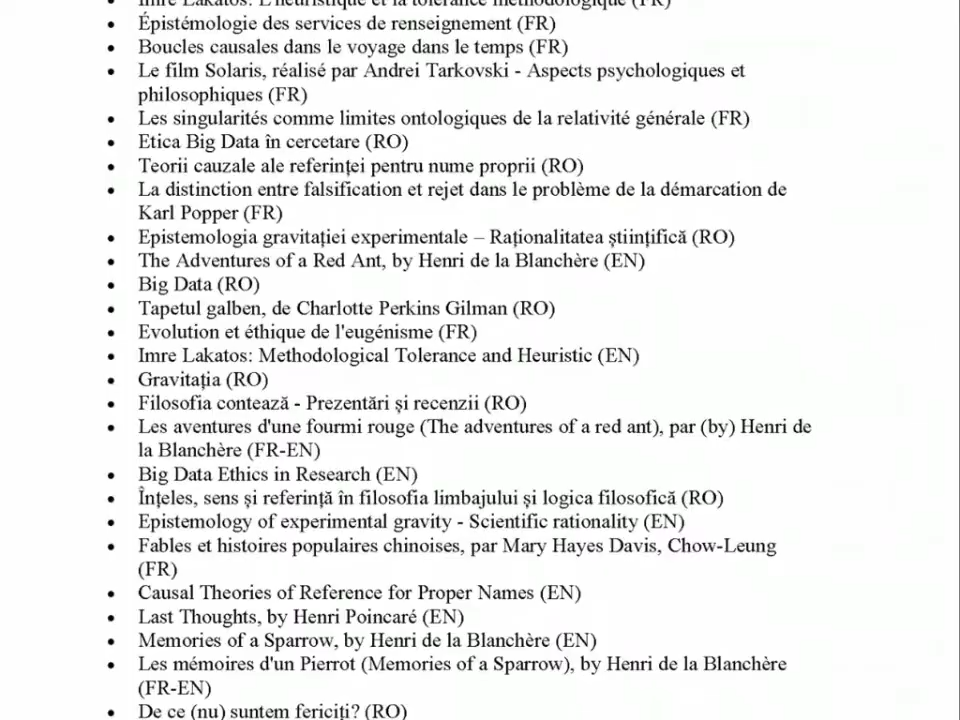 • Imre Lakatos: L'heuristique et la tolérance méthodologique (FR)
• Épistémologie des services de renseignement (FR)
• Boucles causales dans le voyage dans le temps (FR)
• Le film Solaris, réalisé par Andrei Tarkovski - Aspects psychologiques et
philosophiques (FR)
• Les singularités comme limites ontologiques de la relativité générale (FR)
• Etica Big Data în cercetare (RO)
• Teorii cauzale ale referinței pentru nume proprii (RO)
• La distinction entre falsification et rejet dans le problème de la démarcation de
Karl Popper (FR)
• Epistemologia gravitației experimentale – Raționalitatea științifică (RO)
• The Adventures of a Red Ant, by Henri de la Blanchère (EN)
• Big Data (RO)
• Tapetul galben, de Charlotte Perkins Gilman (RO)
• Evolution et éthique de l'eugénisme (FR)
• Imre Lakatos: Methodological Tolerance and Heuristic (EN)
• Gravitația (RO)
• Filosofia contează - Prezentări și recenzii (RO)
• Les aventures d'une fourmi rouge (The adventures of a red ant), par (by) Henri de
la Blanchère (FR-EN)
• Big Data Ethics in Research (EN)
• Înțeles, sens și referință în filosofia limbajului și logica filosofică (RO)
• Epistemology of experimental gravity - Scientific rationality (EN)
• Fables et histoires populaires chinoises, par Mary Hayes Davis, Chow-Leung
(FR)
• Causal Theories of Reference for Proper Names (EN)
• Last Thoughts, by Henri Poincaré (EN)
• Memories of a Sparrow, by Henri de la Blanchère (EN)
• Les mémoires d'un Pierrot (Memories of a Sparrow), by Henri de la Blanchère
(FR-EN)
• De ce (nu) suntem fericiți? (RO)